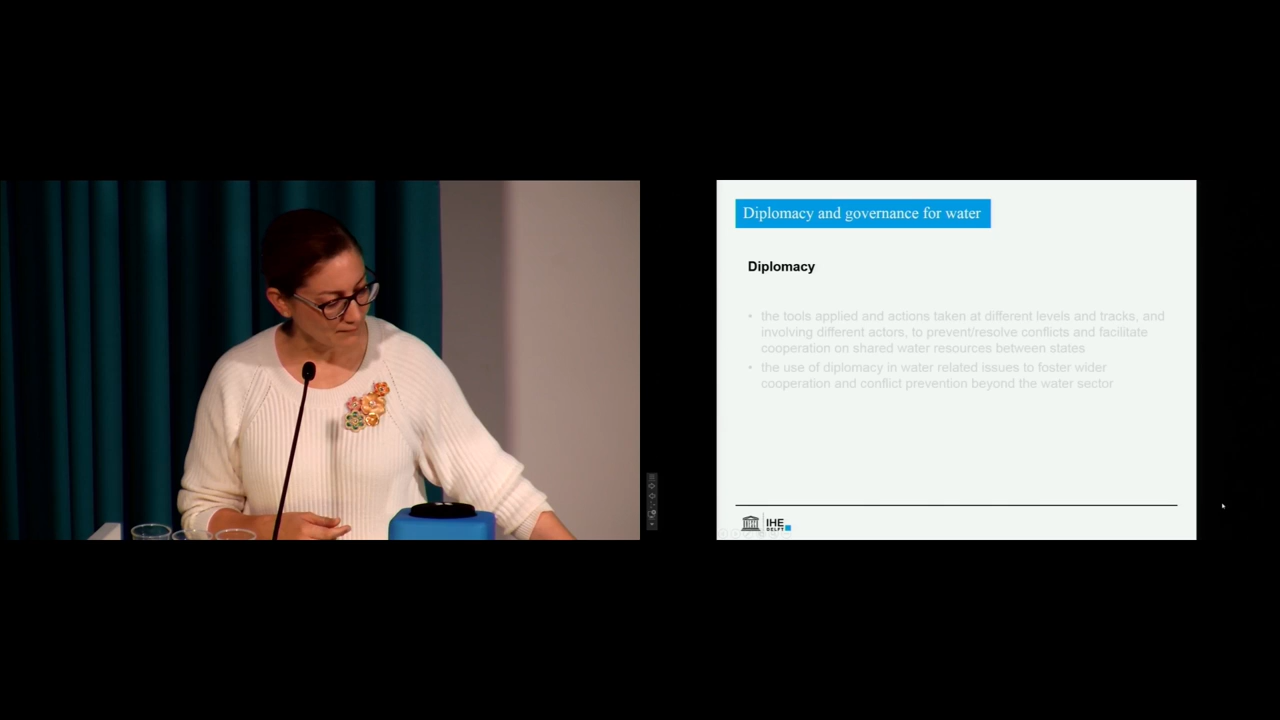 Diplomacy and governance for water
Diplomacy
• the tools applied and actions taken at different levels and tracks, and
involving different actors, to prevent/resolve conflicts and facilitate
cooperation on shared water resources between states
• the use of diplomacy in water related issues to foster wider
cooperation and conflict prevention beyond the water sector
IHE
DELFT